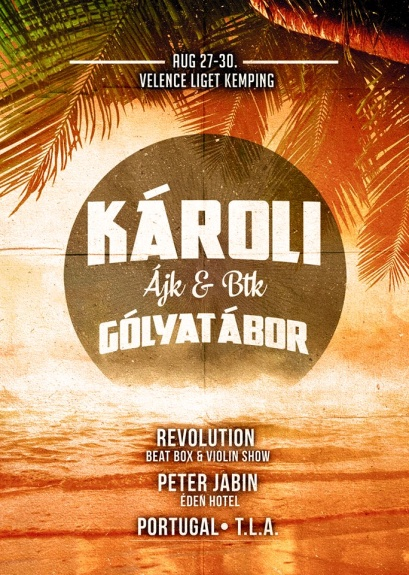 AUG 27-30.
VELENCE LIGET KEMPING
KÁROLI
Ájk & Btk
GÓLYATÁBOR
REVOLUTION
BEAT BOX & VIOLIN SHOW
PETER JABIN
ÉDEN HOTEL
PORTUGAL • T.L.A.